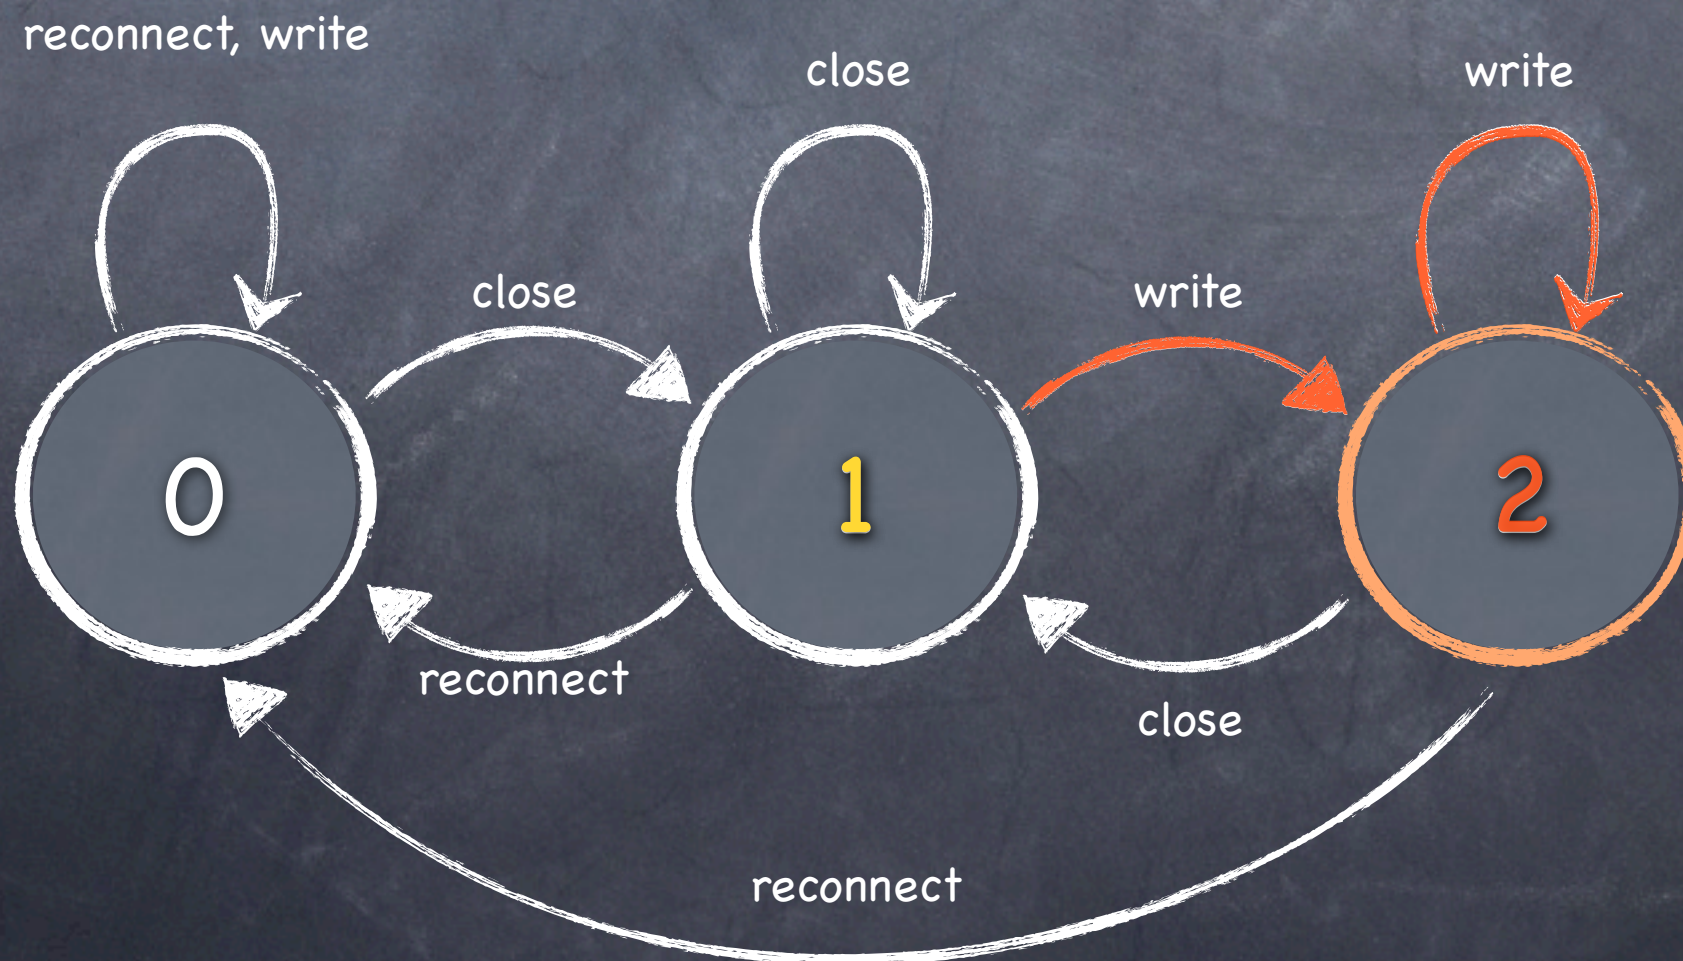 reconnect, write
close
write
close
write
0
1
2
reconnect
close
reconnect